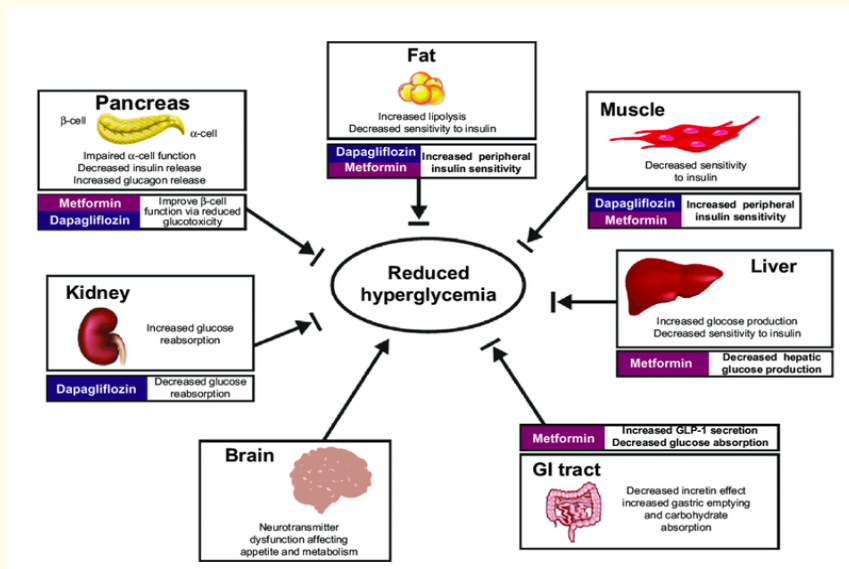 Fat
Increased lipolysis
Decreased sensitivity to insulin
Dapagliflozin
Metformin
Increased peripheral
insulin sensitivity
Pancreas
β-cell
α-cell
Impaired α-cell function
Decreased insulin release
Increased glucagon release
Metformin
Dapagliflozin
Improve β-cell
function via reduced
glucotoxicity
Muscle
Decreased sensitivity
to insulin
Dapagliflozin
Metformin
Increased peripheral
insulin sensitivity
Reduced
hyperglycemia
Kidney
Increased glucose
reabsorption
Dapagliflozin
Decreased glucose
reabsorption
Liver
Increased glocose production
Decreased sensitivity to insulin
Metformin
Decreased hepatic
glucose production
Brain
Neurotransmitter
dysfunction affecting
appetite and metabolism
Metformin
Increased GLP-1 secretion
Decreased glucose absorption
GI tract
Decreased incretin effect
increased gastric emptying
and carbohydrate
absorption